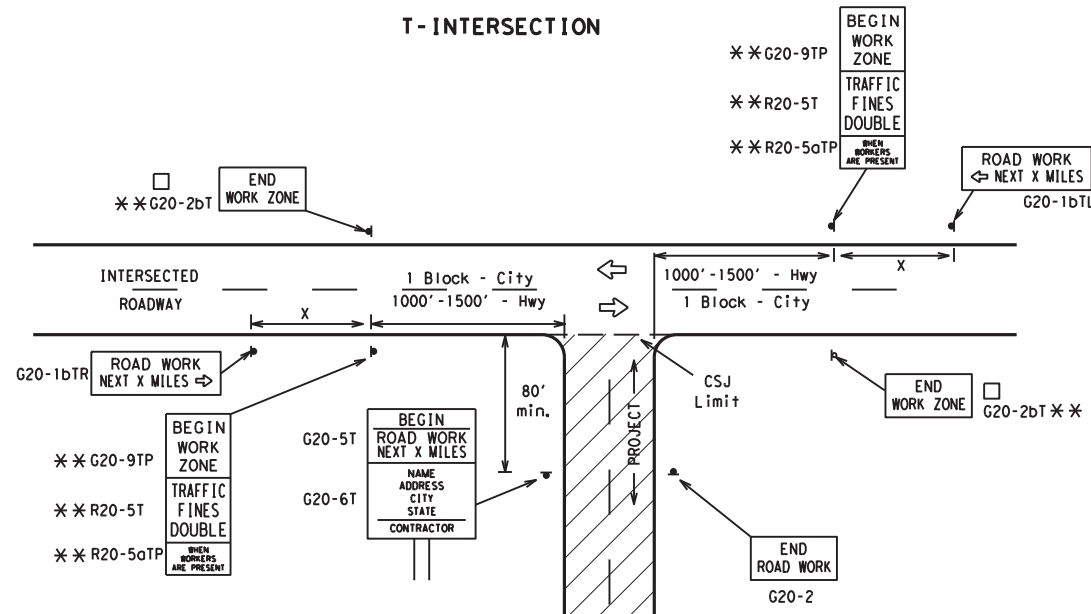 T-INTERSECTION
BEGIN
WORK
ZONE
TRAFFIC
FINES
DOUBLE
WHEN
WORKERS
ARE PRESENT
**G20-9TP
**R20-5T
**R20-5aTP
ROAD WORK
⇦ NEXT X MILES
G20-1bTL
END
WORK ZONE
□
**G20-2bT
INTERSECTED
ROADWAY
1 Block - City
1000'-1500' - Hwy
X
1000'-1500' - Hwy
1 Block - City
X
G20-1bTR
ROAD WORK
NEXT X MILES ⇨
80'
min.
CSJ
Limit
PROJECT
END
WORK ZONE
□
G20-2bT **
BEGIN
WORK
ZONE
TRAFFIC
FINES
DOUBLE
WHEN
WORKERS
ARE PRESENT
**G20-9TP
**R20-5T
**R20-5aTP
G20-5T
BEGIN
ROAD WORK
NEXT X MILES
G20-6T
NAME
ADDRESS
CITY
STATE
CONTRACTOR
END
ROAD WORK
G20-2